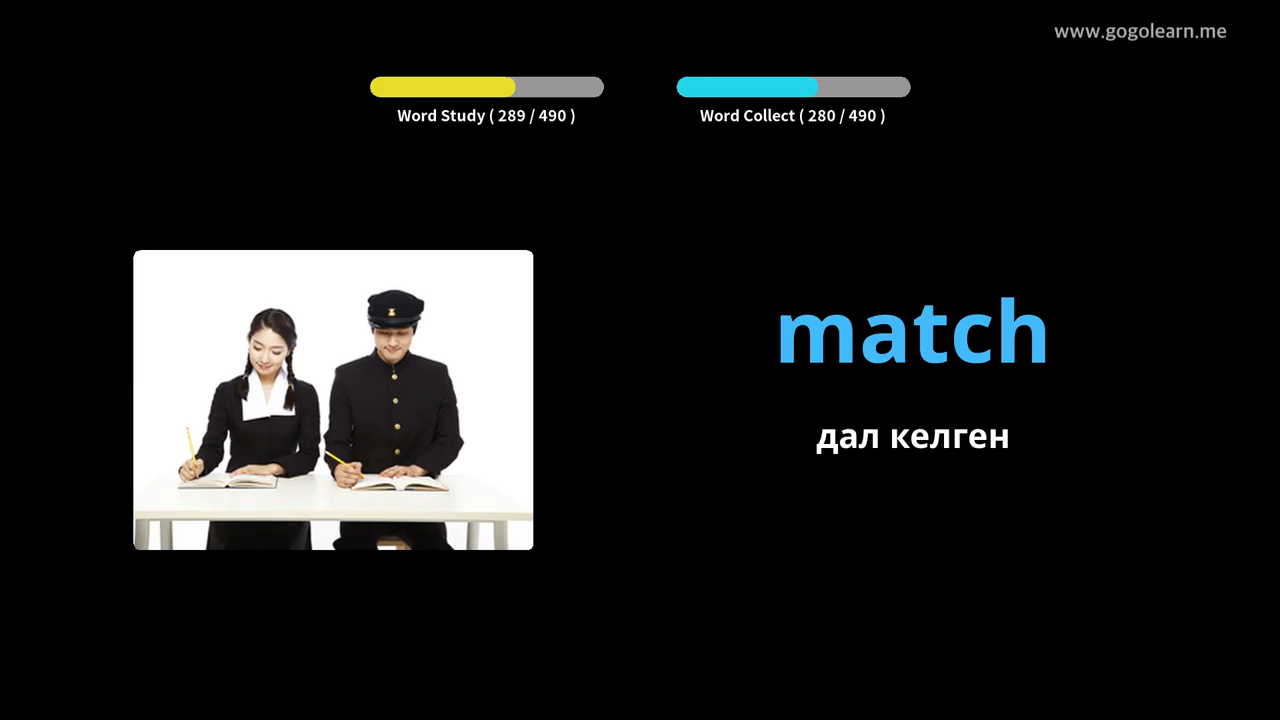 www.gogolearn.me
Word Study ( 289 / 490 )
Word Collect ( 280 / 490 )
match
дал келген